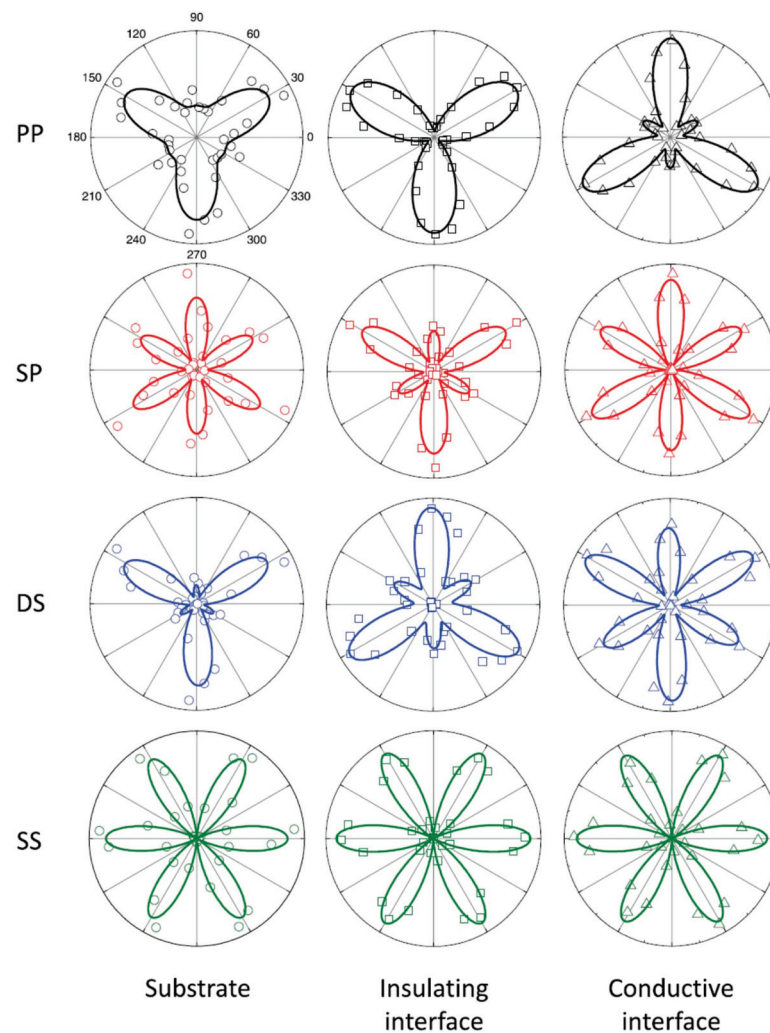 90
120
60
150
30
PP
180
0
210
330
240
300
270
SP
DS
SS
Substrate
Insulating
interface
Conductive
interface